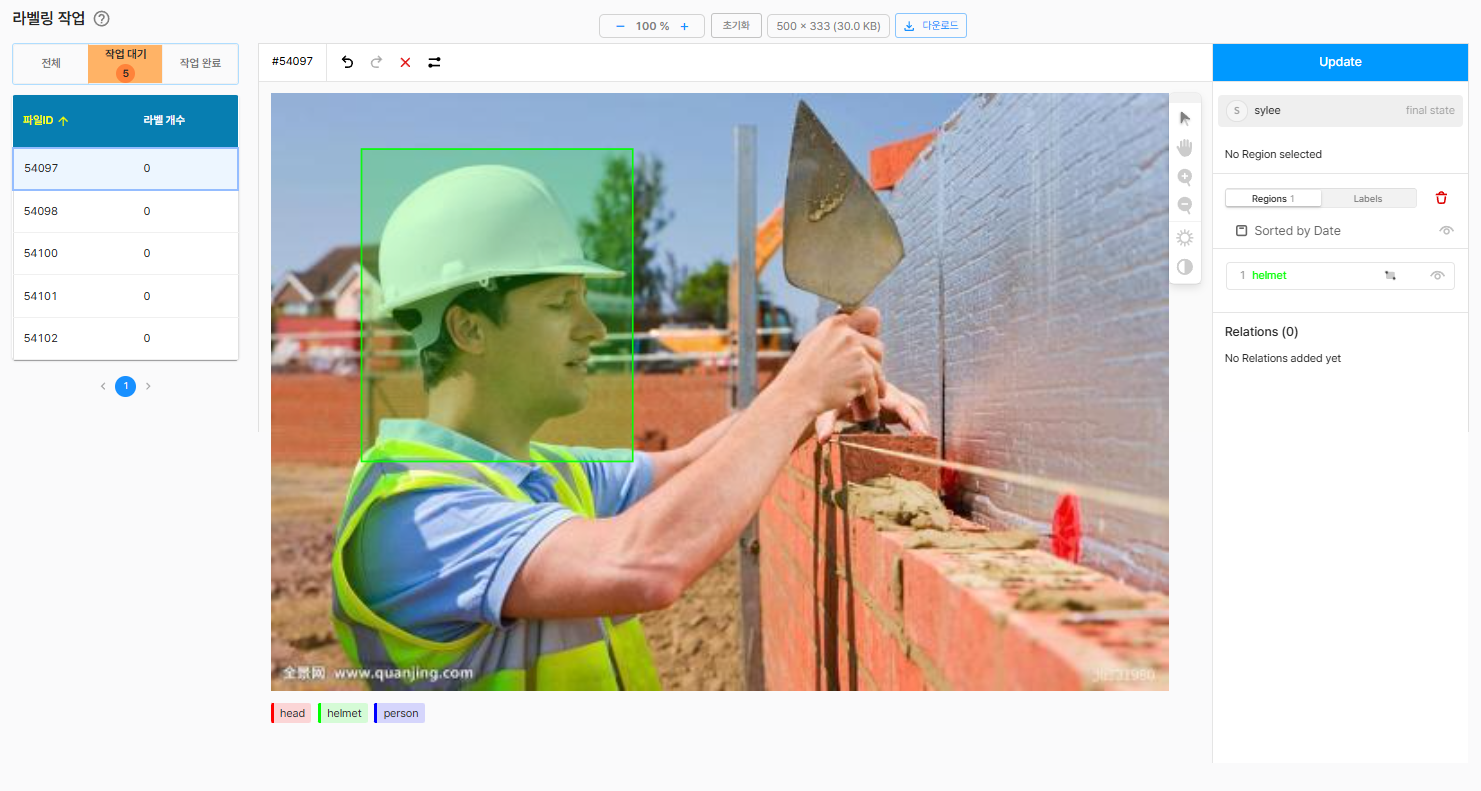 라벨링 작업 ?
− 100 % +
초기화
500 × 333 (30.0 KB)
다운로드
전체
작업 대기
5
작업 완료
#54097
Update
파일ID
라벨 개수
54097 0
54098 0
54100 0
54101 0
54102 0
1
S sylee final state
No Region selected
Regions 1 Labels
Sorted by Date
1 helmet
Relations (0)
No Relations added yet
全景网 www.quanjing.com
head helmet person